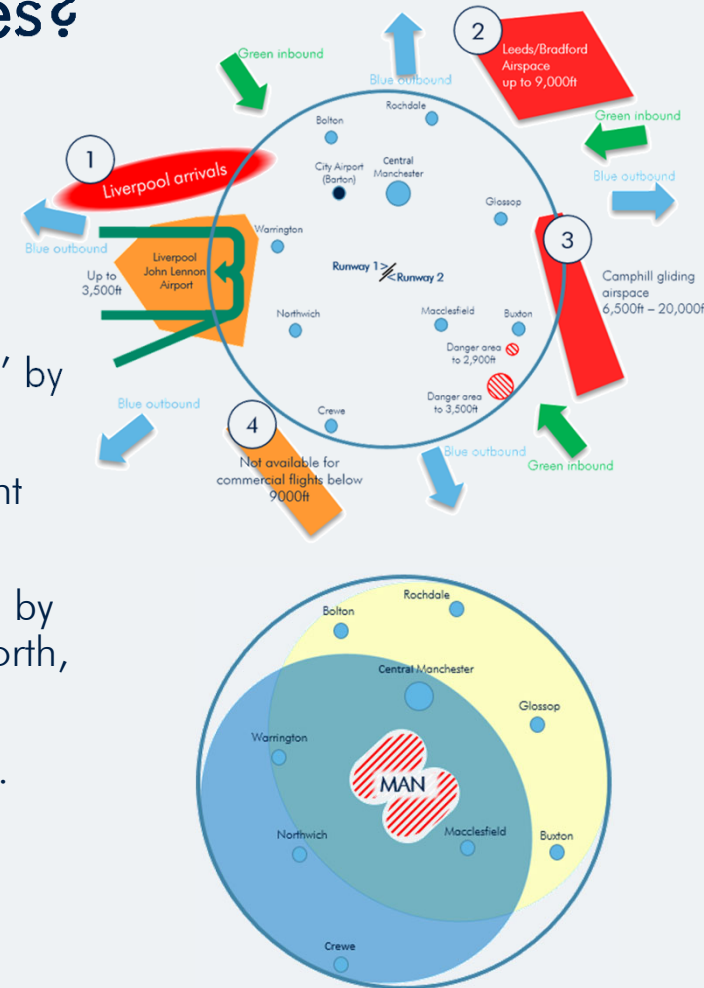 es?
' by
nt
by
orth,
.
1
Liverpool arrivals
2
Leeds/Bradford
Airspace
up to 9,000ft
Green inbound
Blue outbound
Green inbound
Blue outbound
Rochdale
Bolton
City Airport
(Barton)
Central
Manchester
Glossop
Warrington
Blue outbound
Liverpool
John Lennon
Airport
Up to
3,500ft
Runway 1>
<Runway 2
3
Camphill gliding
airspace
6,500ft – 20,000ft
Northwich
Macclesfield
Buxton
Danger area
to 2,900ft
Danger area
to 3,500ft
Crewe
Blue outbound
4
Not available for
commercial flights below
9000ft
Blue outbound
Green inbound
Rochdale
Bolton
Central Manchester
Glossop
Warrington
MAN
Northwich
Macclesfield
Buxton
Crewe